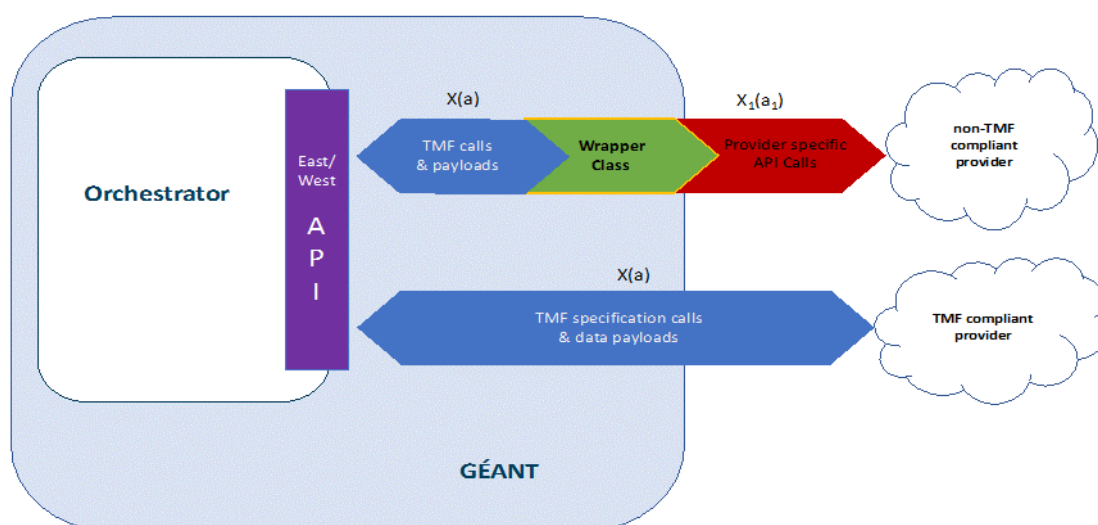 X(a)
X₁(a₁)
TMF calls
& payloads
Wrapper
Class
Provider specific
API Calls
non-TMF
compliant
provider
East/
West
A
P
I
Orchestrator
X(a)
TMF specification calls
& data payloads
TMF compliant
provider
GÉANT